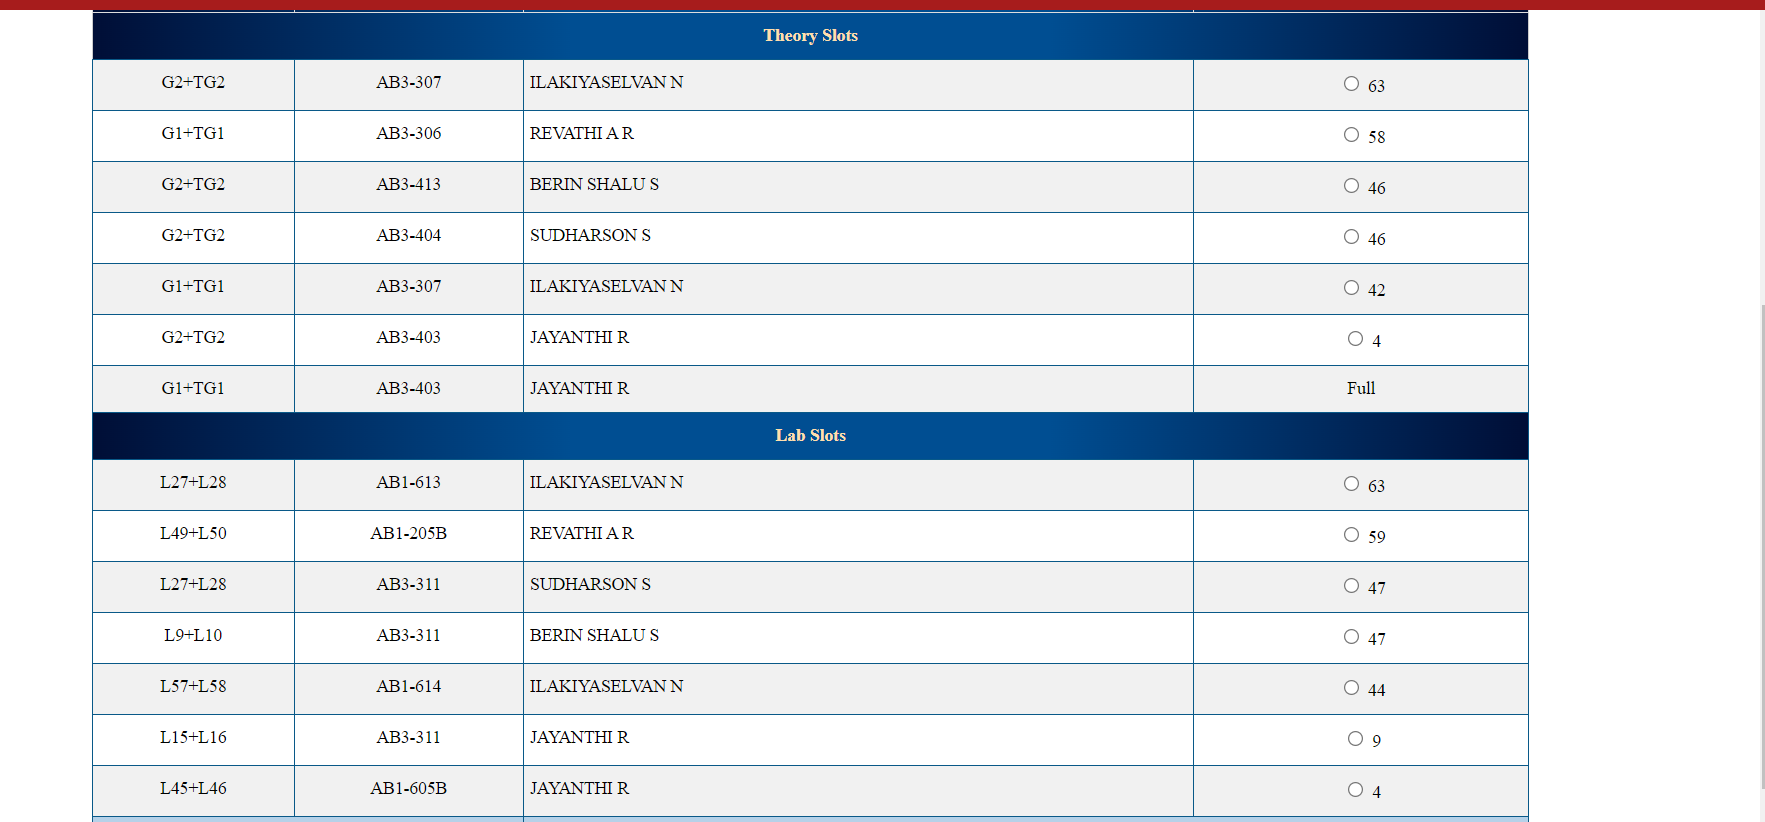 Theory Slots
G2+TG2 AB3-307 ILAKIYASELVAN N 63
G1+TG1 AB3-306 REVATHI A R 58
G2+TG2 AB3-413 BERIN SHALU S 46
G2+TG2 AB3-404 SUDHARSON S 46
G1+TG1 AB3-307 ILAKIYASELVAN N 42
G2+TG2 AB3-403 JAYANTHI R 4
G1+TG1 AB3-403 JAYANTHI R Full
Lab Slots
L27+L28 AB1-613 ILAKIYASELVAN N 63
L49+L50 AB1-205B REVATHI A R 59
L27+L28 AB3-311 SUDHARSON S 47
L9+L10 AB3-311 BERIN SHALU S 47
L57+L58 AB1-614 ILAKIYASELVAN N 44
L15+L16 AB3-311 JAYANTHI R 9
L45+L46 AB1-605B JAYANTHI R 4